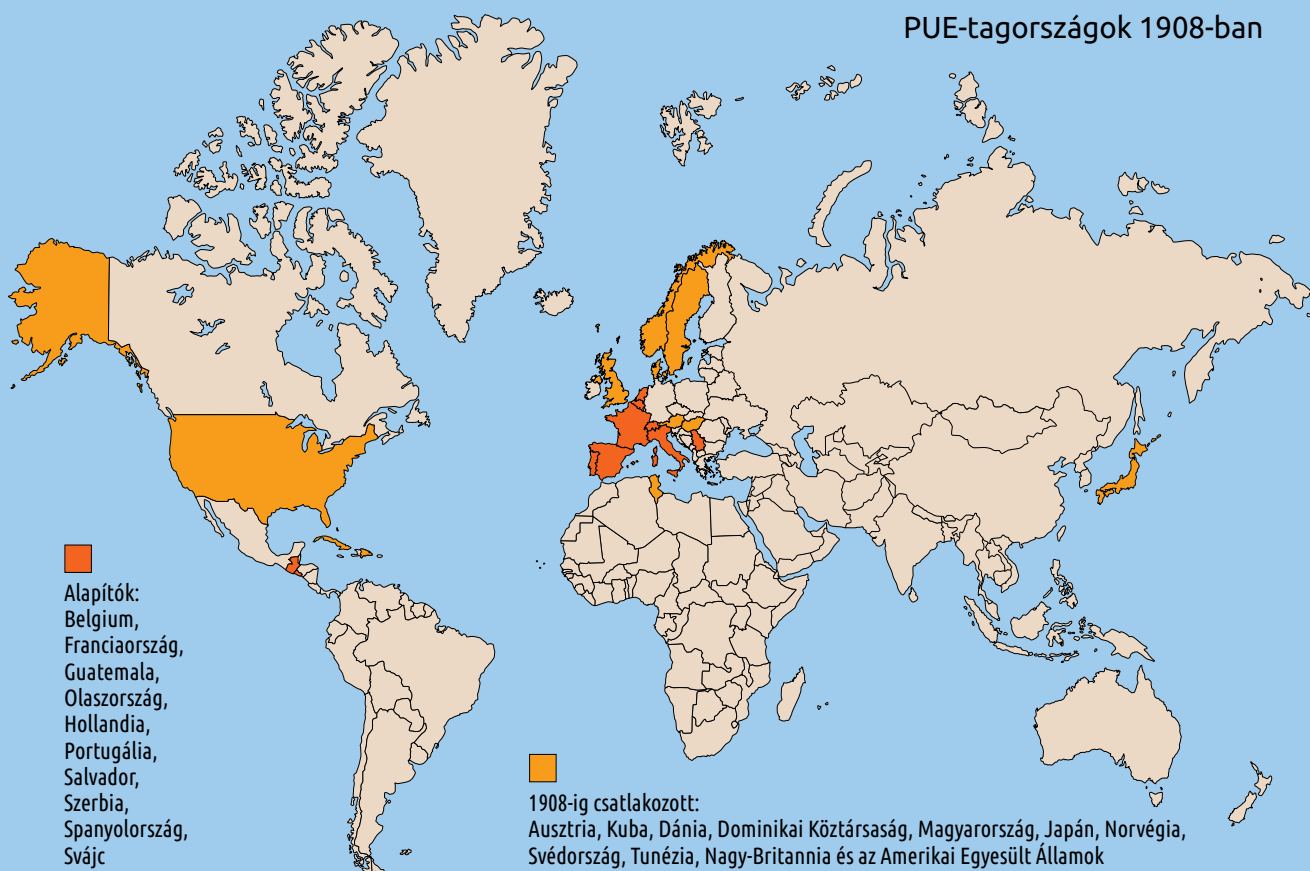 PUE-tagországok 1908-ban
Alapítók:
Belgium,
Franciaország,
Guatemala,
Olaszország,
Hollandia,
Portugália,
Salvador,
Szerbia,
Spanyolország,
Svájc
1908-ig csatlakozott:
Ausztria, Kuba, Dánia, Dominikai Köztársaság, Magyarország, Japán, Norvégia,
Svédország, Tunézia, Nagy-Britannia és az Amerikai Egyesült Államok